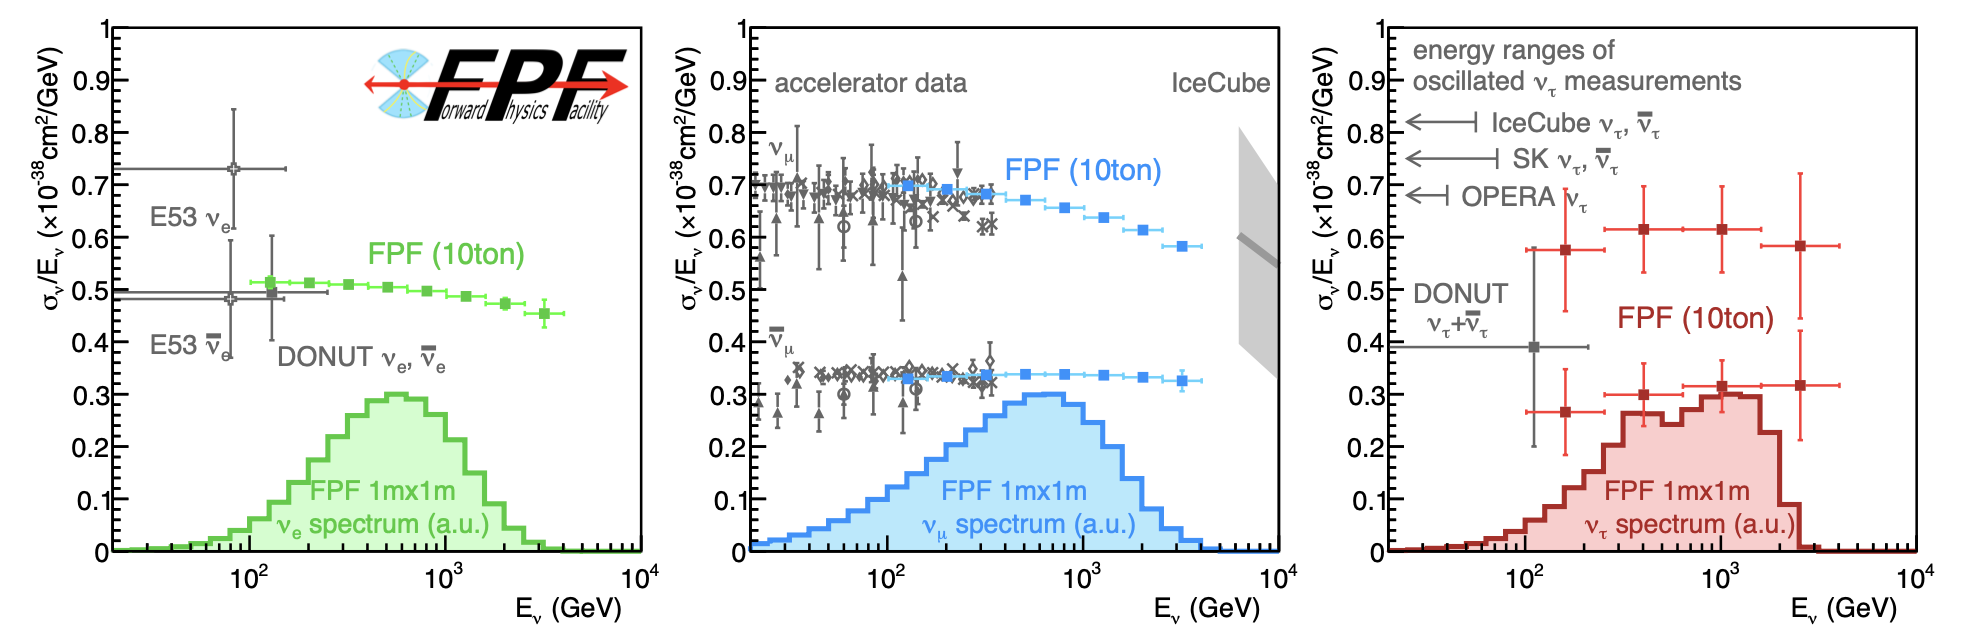 1
0.9
0.8
0.7
0.6
0.5
0.4
0.3
0.2
0.1
0
σν/Eν (×10⁻³⁸cm²/GeV)
FPF
Forward Physics Facility
E53 νe
FPF (10ton)
E53 ν̅e
DONUT νe, ν̅e
FPF 1mx1m
νe spectrum (a.u.)
10² 10³ 10⁴
Eν (GeV)
1
0.9
0.8
0.7
0.6
0.5
0.4
0.3
0.2
0.1
0
σν/Eν (×10⁻³⁸cm²/GeV)
accelerator data IceCube
νμ
FPF (10ton)
ν̅μ
FPF 1mx1m
νμ spectrum (a.u.)
10² 10³ 10⁴
Eν (GeV)
1
0.9
0.8
0.7
0.6
0.5
0.4
0.3
0.2
0.1
0
σν/Eν (×10⁻³⁸cm²/GeV)
energy ranges of
oscillated ντ measurements
IceCube ντ, ν̅τ
SK ντ, ν̅τ
OPERA ντ
DONUT
ντ+ν̅τ
FPF (10ton)
FPF 1mx1m
ντ spectrum (a.u.)
10² 10³ 10⁴
Eν (GeV)